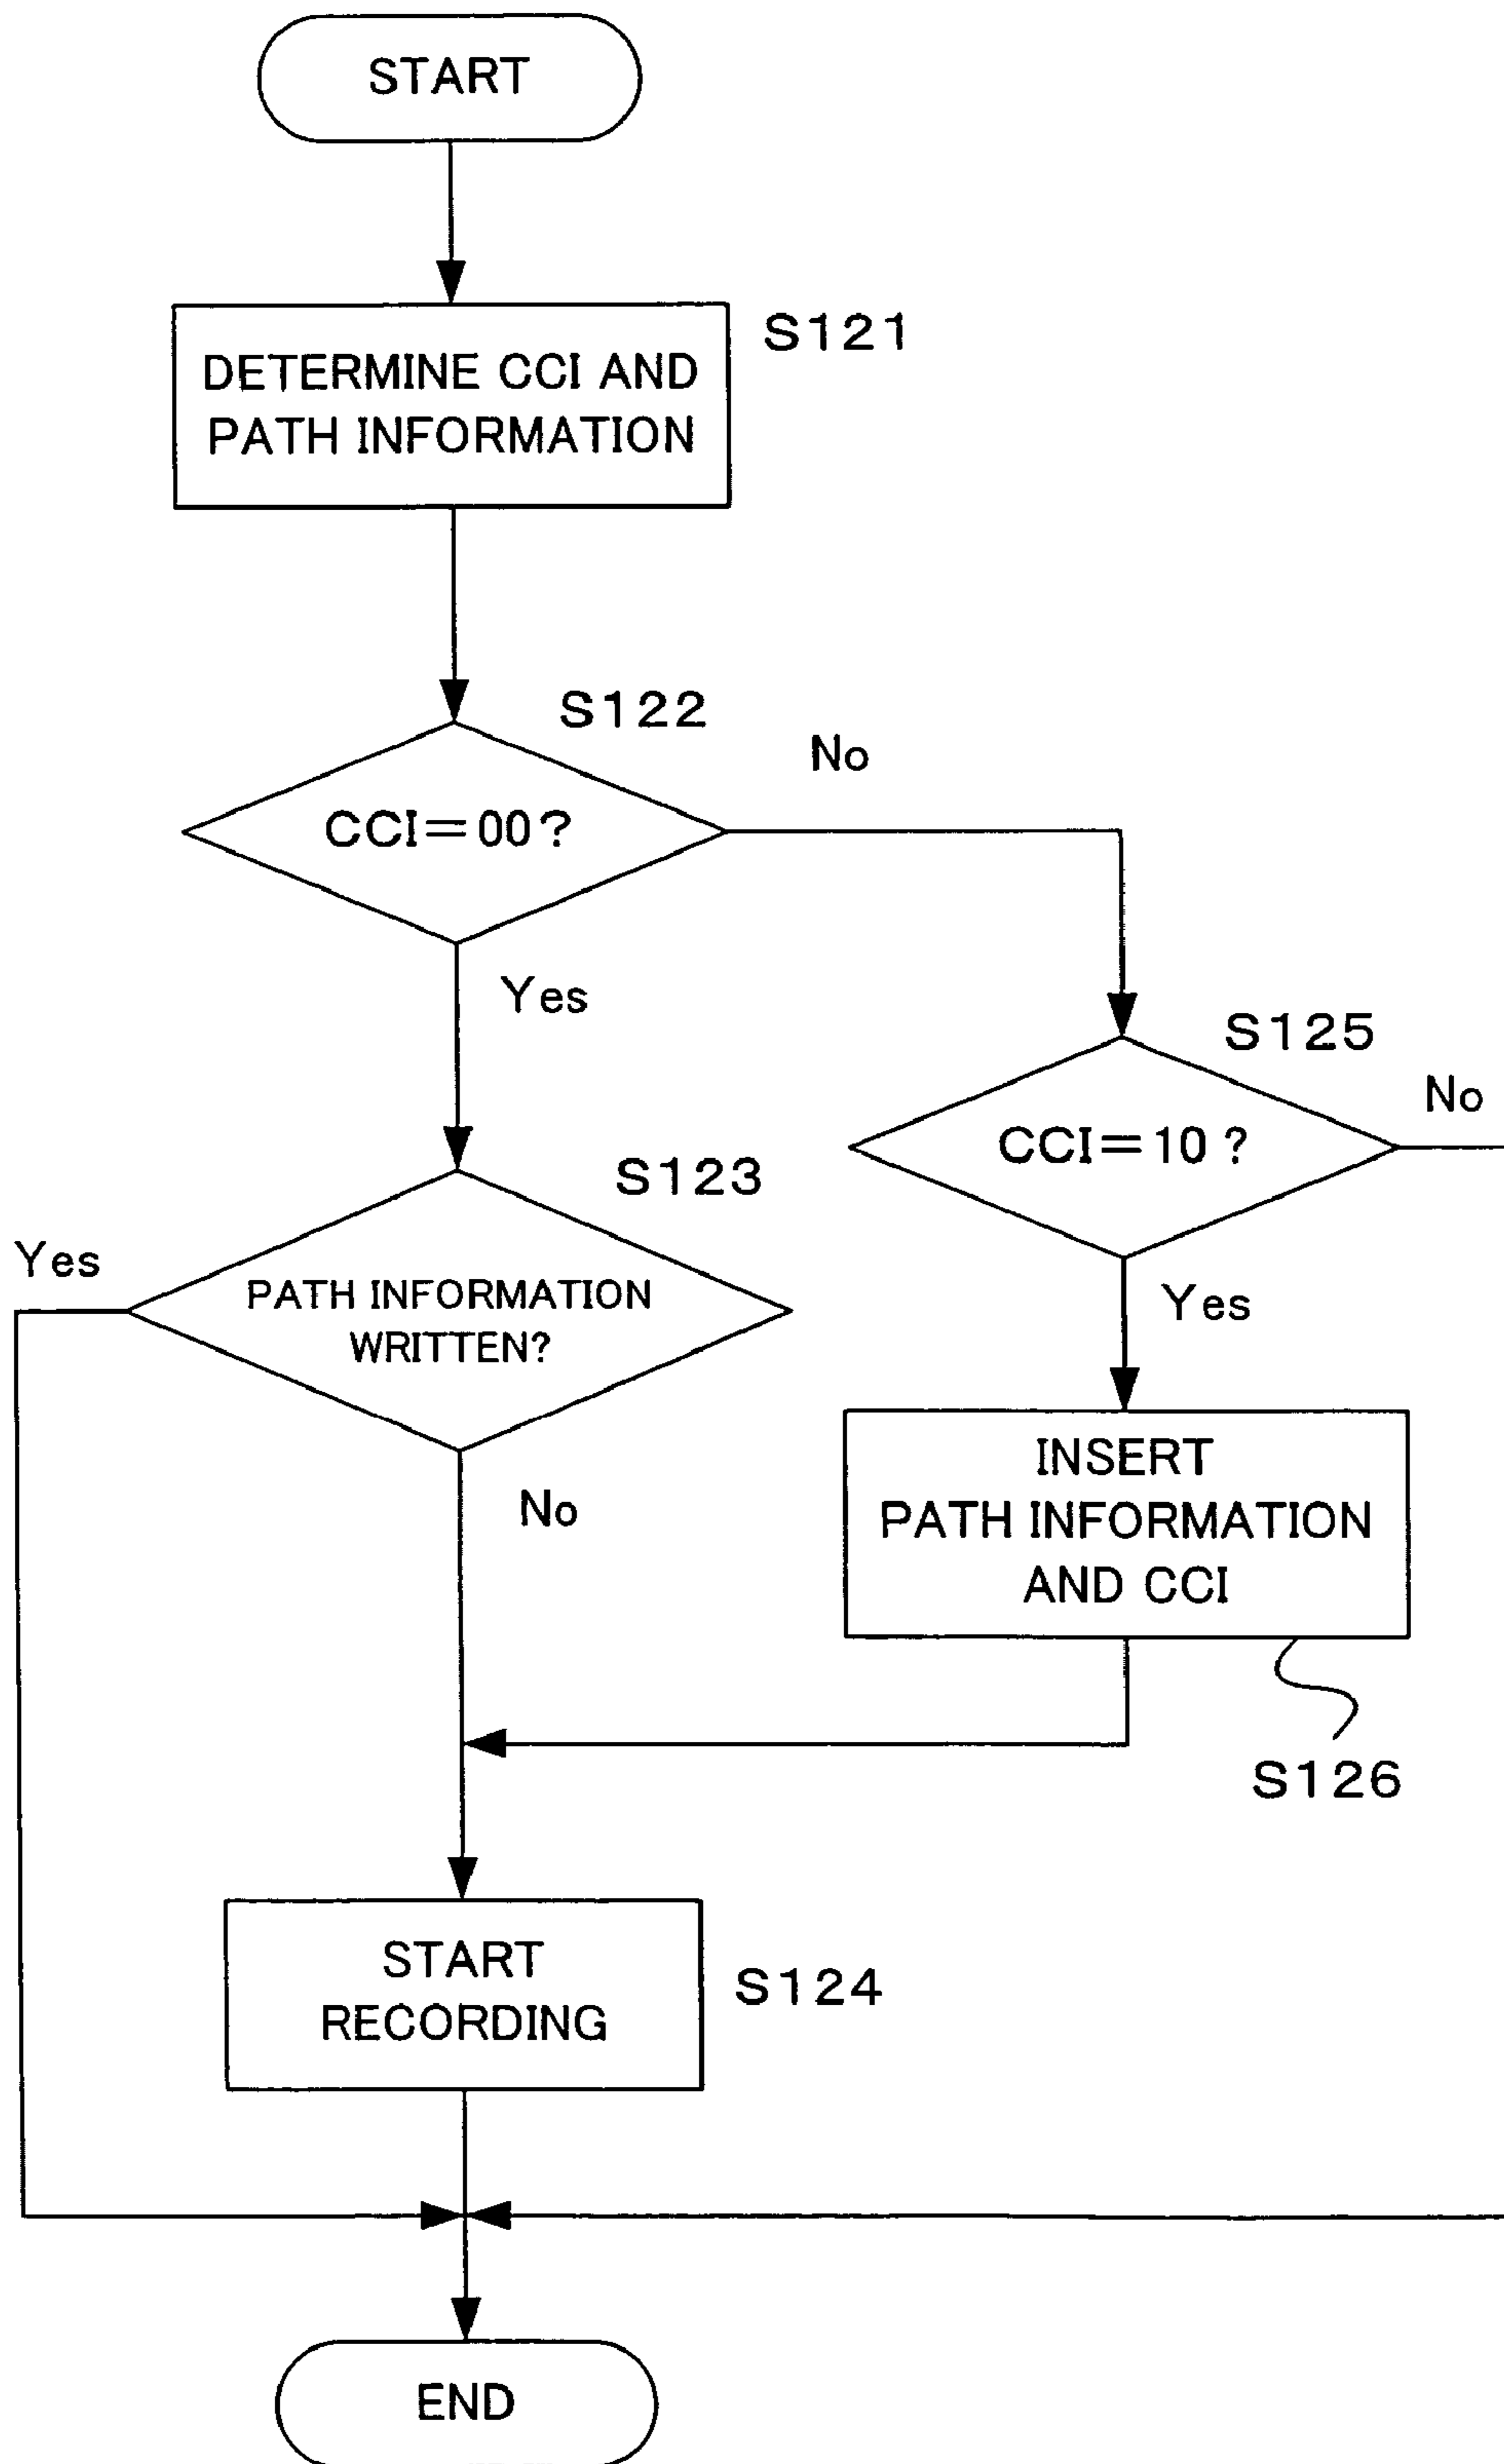 START
S121
DETERMINE CCI AND
PATH INFORMATION
S122
No
CCI=00?
Yes
S125
No
CCI=10?
S123
Yes
PATH INFORMATION
WRITTEN?
Yes
No
INSERT
PATH INFORMATION
AND CCI
S126
START
RECORDING
S124
END